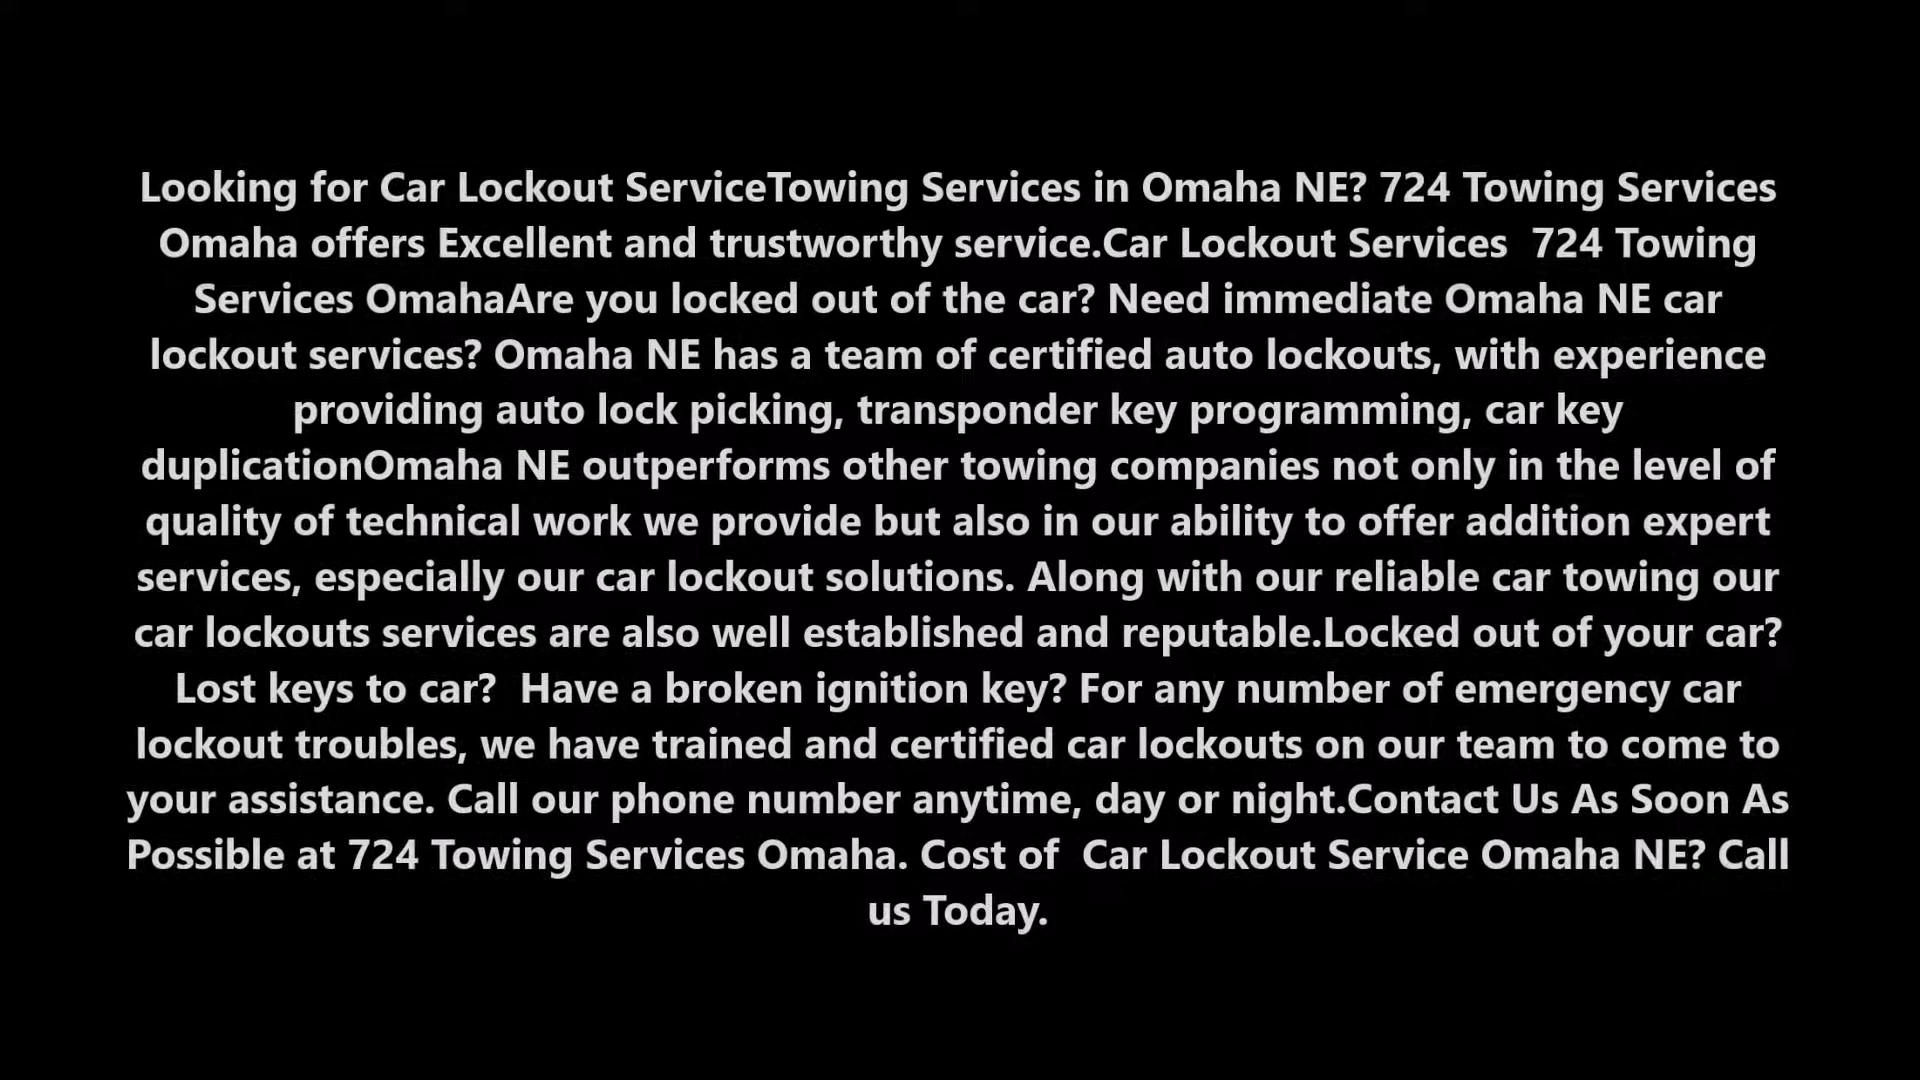 Looking for Car Lockout ServiceTowing Services in Omaha NE? 724 Towing Services
Omaha offers Excellent and trustworthy service.Car Lockout Services  724 Towing
Services OmahaAre you locked out of the car? Need immediate Omaha NE car
lockout services? Omaha NE has a team of certified auto lockouts, with experience
providing auto lock picking, transponder key programming, car key
duplicationOmaha NE outperforms other towing companies not only in the level of
quality of technical work we provide but also in our ability to offer addition expert
services, especially our car lockout solutions. Along with our reliable car towing our
car lockouts services are also well established and reputable.Locked out of your car?
Lost keys to car?  Have a broken ignition key? For any number of emergency car
lockout troubles, we have trained and certified car lockouts on our team to come to
your assistance. Call our phone number anytime, day or night.Contact Us As Soon As
Possible at 724 Towing Services Omaha. Cost of  Car Lockout Service Omaha NE? Call
us Today.